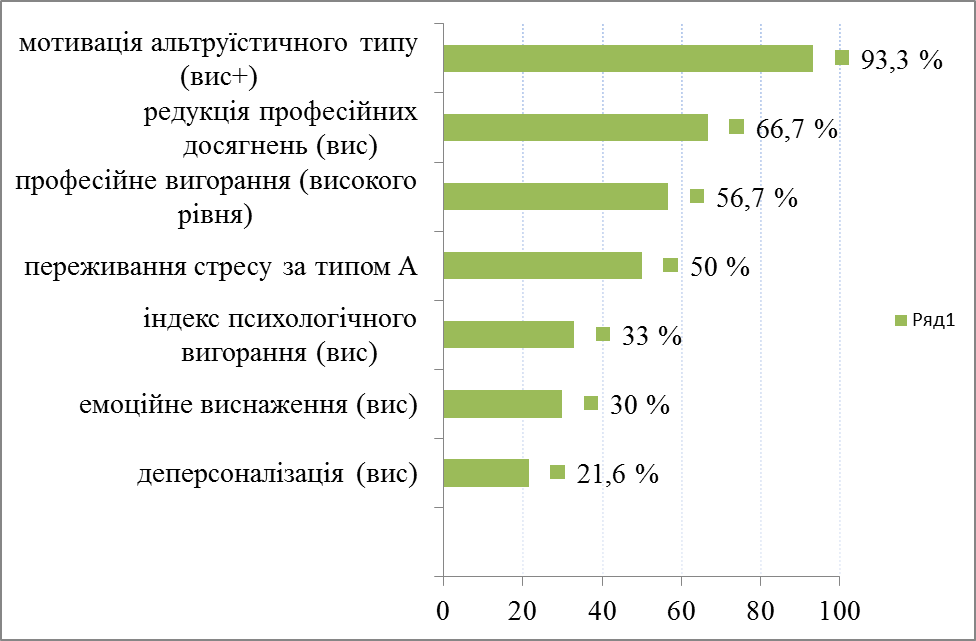 мотивація альтруїстичного типу
(вис+)
93,3 %
редукція професійних
досягнень (вис)
66,7 %
професійне вигорання (високого
рівня)
56,7 %
переживання стресу за типом А
50 %
індекс психологічного
вигорання (вис)
33 %
емоційне виснаження (вис)
30 %
деперсоналізація (вис)
21,6 %
Ряд1
0 20 40 60 80 100